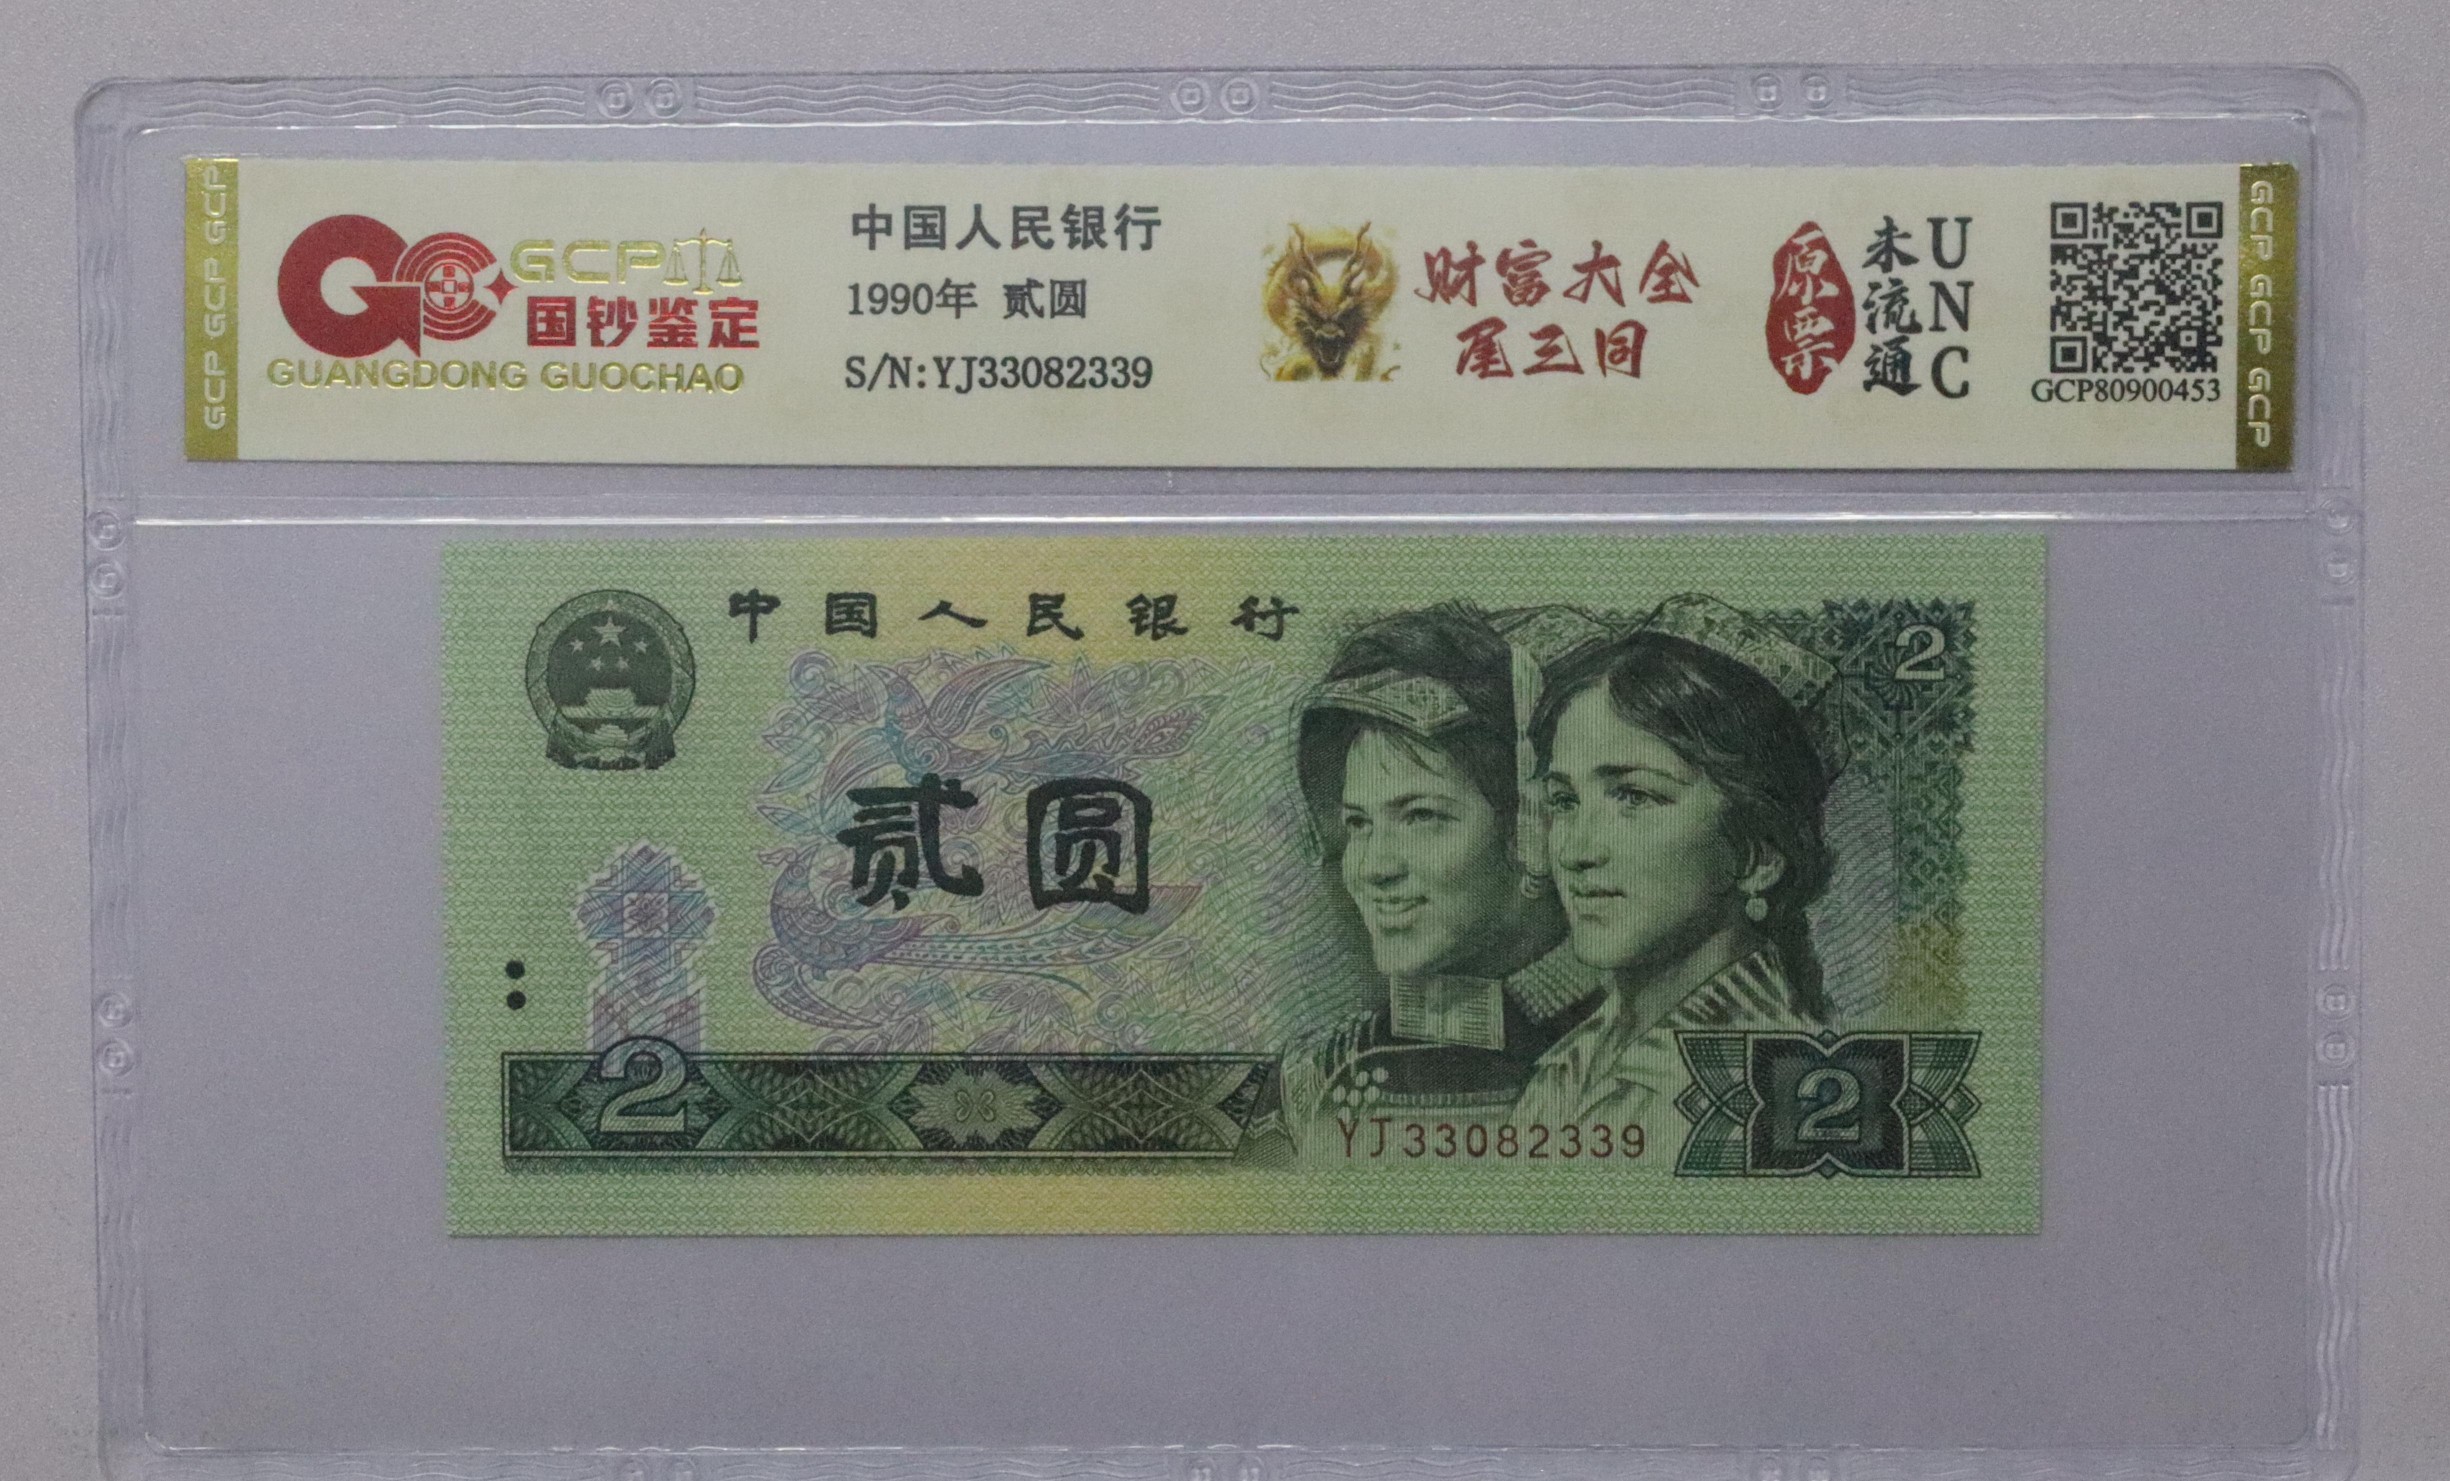 GCP GCP GCP
GCP
国钞鉴定
GUANGDONG GUOCHAO
中国人民银行
1990年 贰圆
S/N:YJ33082339
财富大全
尾三同
原票
未流通
UNC
GCP80900453
GCP GCP GCP
中国人民银行
2
贰圆
2
YJ33082339
2